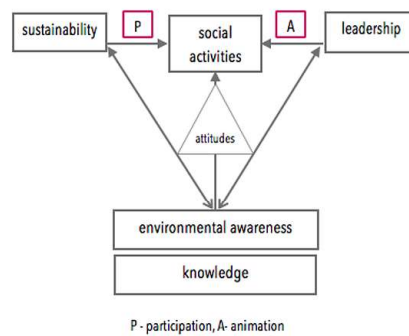 sustainability
P
social
activities
A
leadership
attitudes
environmental awareness
knowledge
P - participation, A- animation